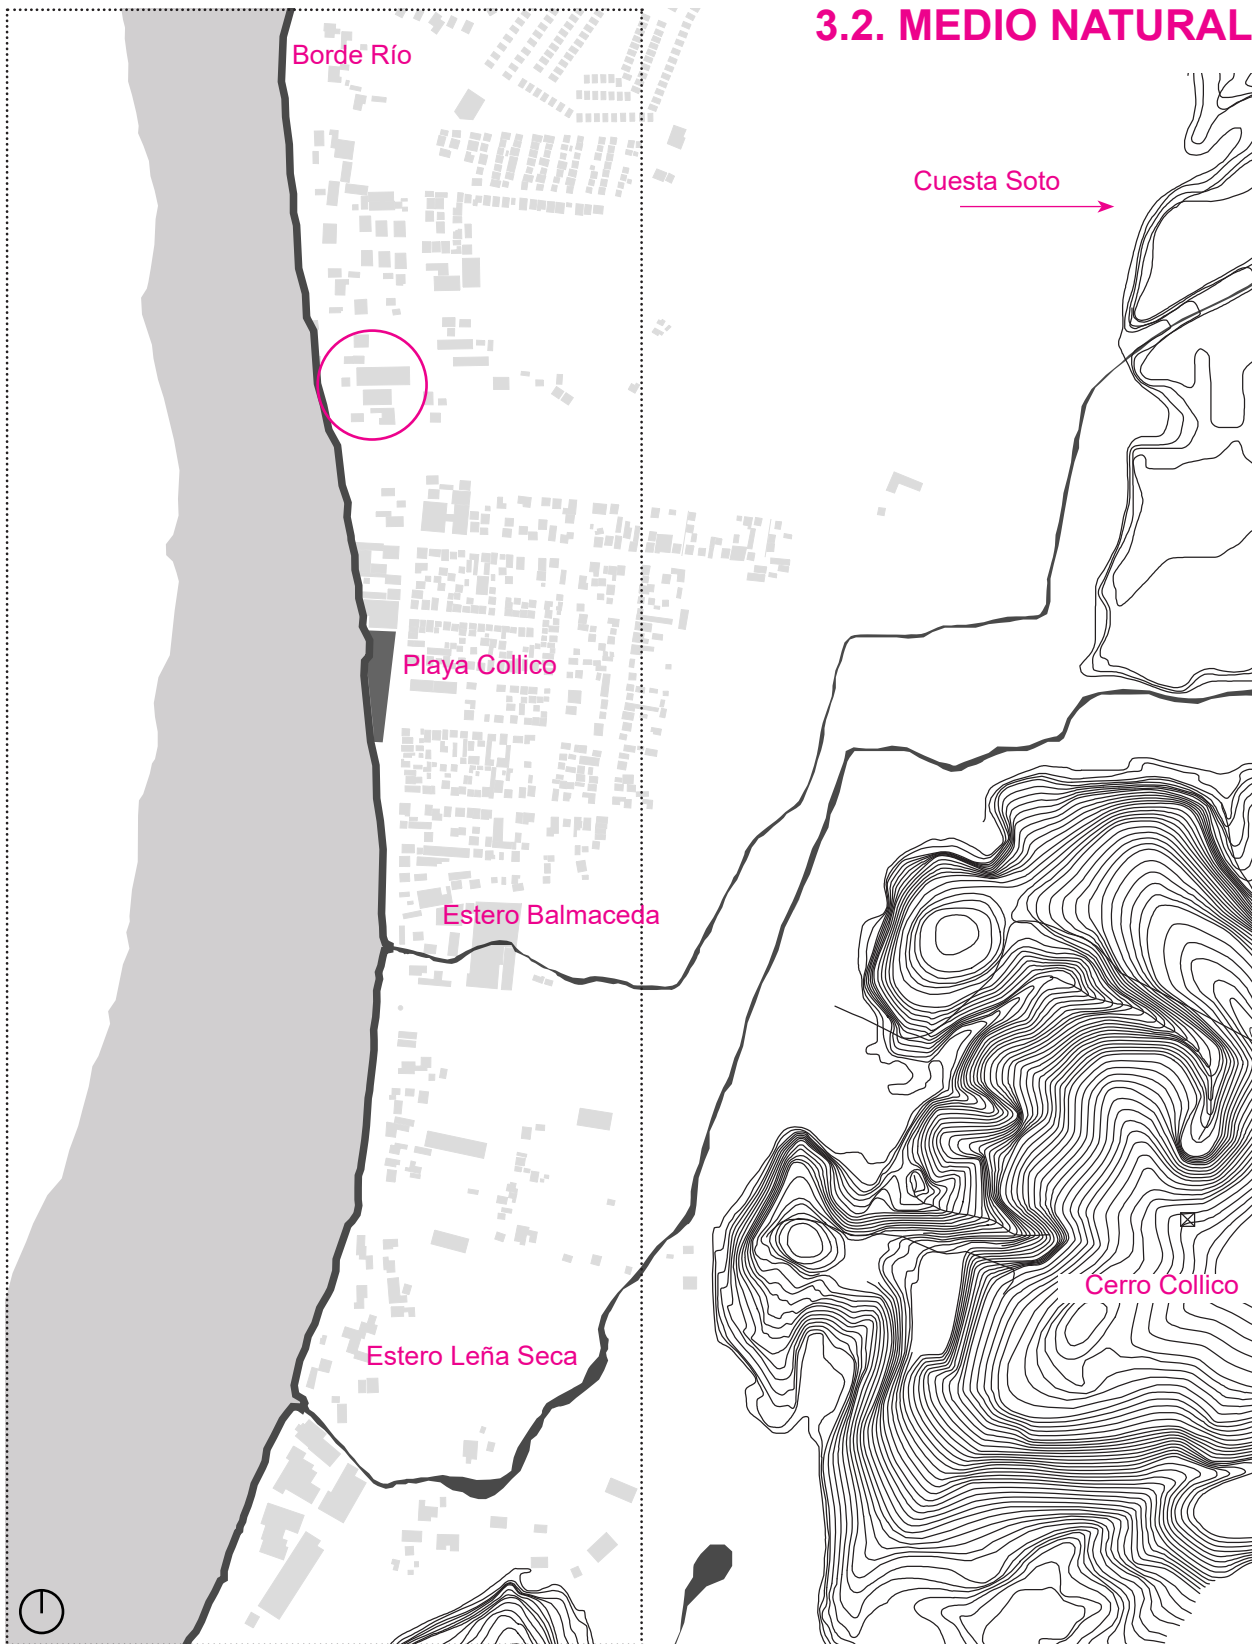 3.2. MEDIO NATURAL
Borde Río
Cuesta Soto
Playa Collico
Estero Balmaceda
Cerro Collico
Estero Leña Seca